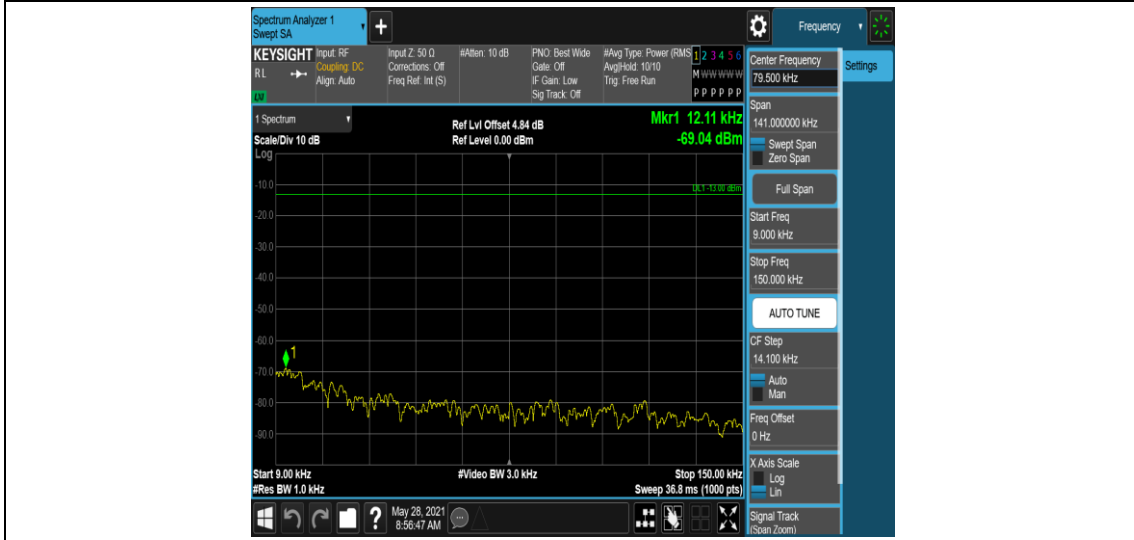 Spectrum Analyzer 1
Swept SA
+
Frequency
KEYSIGHT
RL
LXI
Input: RF
Coupling: DC
Align: Auto
Input Z: 50 Ω
Corrections: Off
Freq Ref: Int (S)
#Atten: 10 dB
PNO: Best Wide
Gate: Off
IF Gain: Low
Sig Track: Off
#Avg Type: Power (RMS
Avg|Hold: 10/10
Trig: Free Run
1 2 3 4 5 6
M W W W W W
P P P P P P
1 Spectrum
Scale/Div 10 dB
Ref Lvl Offset 4.84 dB
Ref Level 0.00 dBm
Mkr1 12.11 kHz
-69.04 dBm
Log
DL1 -13.00 dBm
-10.0
-20.0
-30.0
-40.0
-50.0
-60.0
-70.0
-80.0
-90.0
1
Start 9.00 kHz
#Res BW 1.0 kHz
#Video BW 3.0 kHz
Stop 150.00 kHz
Sweep 36.8 ms (1000 pts)
?
May 28, 2021
8:56:47 AM
Settings
Center Frequency
79.500 kHz
Span
141.000000 kHz
Swept Span
Zero Span
Full Span
Start Freq
9.000 kHz
Stop Freq
150.000 kHz
AUTO TUNE
CF Step
14.100 kHz
Auto
Man
Freq Offset
0 Hz
X Axis Scale
Log
Lin
Signal Track
(Span Zoom)